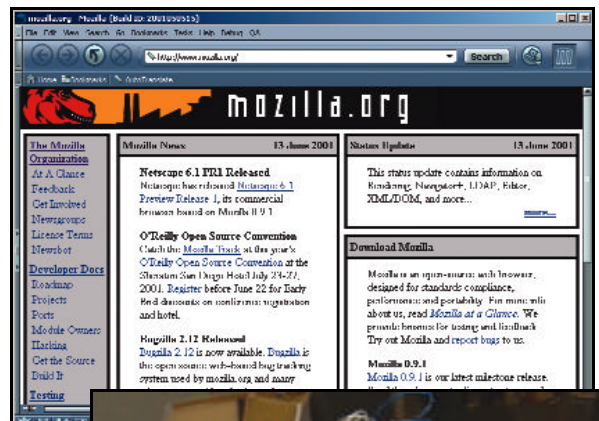 mozilla.org - Mozilla {Build ID: 2001050515}
File Edit View Search Go Bookmarks Tasks Help Debug QA
http://www.mozilla.org/
Search
Home Bookmarks AutoTranslate
mozilla.org
The Mozilla
Organization
At A Glance
Feedback
Get Involved
Newsgroups
License Terms
Newsbot
Developer Docs
Roadmap
Projects
Ports
Module Owners
Hacking
Get the Source
Build It
Testing
Mozilla News 13 June 2001
Netscape 6.1 PR1 Released
Netscape has released Netscape 6.1
Preview Release 1, its commercial
browser based on Mozilla 0.9.1.
O'Reilly Open Source Convention
Catch the Mozilla Track at this year's
O'Reilly Open Source Convention at the
Sheraton San Diego Hotel July 23-27,
2001. Register before June 22 for Early
Bird discounts on conference registration
and hotel.
Bugzilla 2.12 Released
Bugzilla 2.12 is now available. Bugzilla is
the open source web-based bug tracking
system used by mozilla.org and many
Status Update 13 June 2001
This status update contains information on
Rendering, Navigator+, LDAP, Editor,
XML/DOM, and more...
more...
Download Mozilla
Mozilla is an open-source web browser,
designed for standards compliance,
performance and portability. For more info
about us, read Mozilla at a Glance. We
provide binaries for testing and feedback.
Try out Mozilla and report bugs to us.
Mozilla 0.9.1
Mozilla 0.9.1 is our latest milestone release.